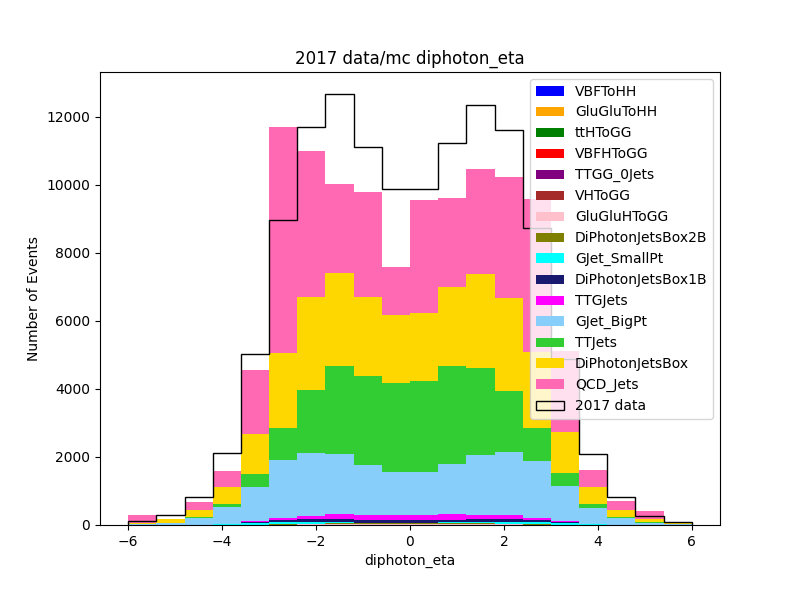 2017 data/mc diphoton_eta
Number of Events
12000
10000
8000
6000
4000
2000
0
−6
−4
−2
0
2
4
6
diphoton_eta
VBFToHH
GluGluToHH
ttHToGG
VBFHToGG
TTGG_0Jets
VHToGG
GluGluHToGG
DiPhotonJetsBox2B
GJet_SmallPt
DiPhotonJetsBox1B
TTGJets
GJet_BigPt
TTJets
DiPhotonJetsBox
QCD_Jets
2017 data